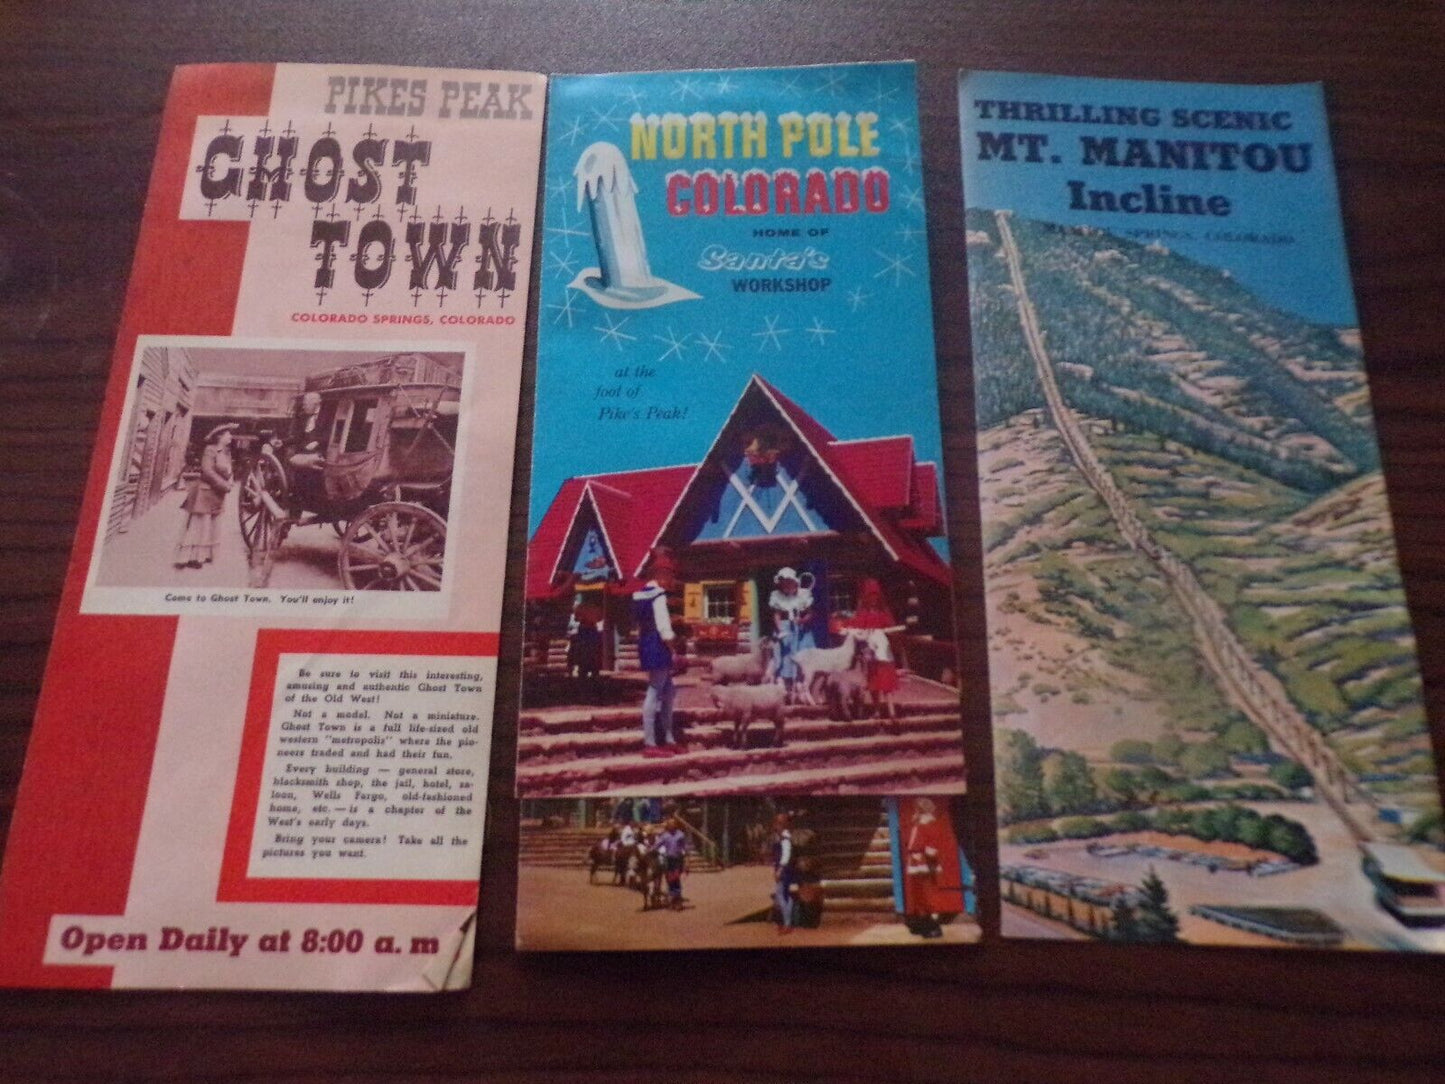 PIKES PEAK
GHOST
TOWN
COLORADO SPRINGS, COLORADO
Come to Ghost Town. You'll enjoy it!
Be sure to visit this interesting,
amusing and authentic Ghost Town
of the Old West!
Not a model. Not a miniature.
Ghost Town is a full life-sized old
western "metropolis" where the pio-
neers traded and had their fun.
Every building — general store,
blacksmith shop, the jail, hotel, sa-
loon, Wells Fargo, old-fashioned
home, etc. — is a chapter of the
West's early days.
Bring your camera! Take all the
pictures you want.
Open Daily at 8:00 a. m
NORTH POLE
COLORADO
HOME OF
Santa's
WORKSHOP
at the
foot of
Pike's Peak!
THRILLING SCENIC
MT. MANITOU
Incline
SPRINGS, COLORADO